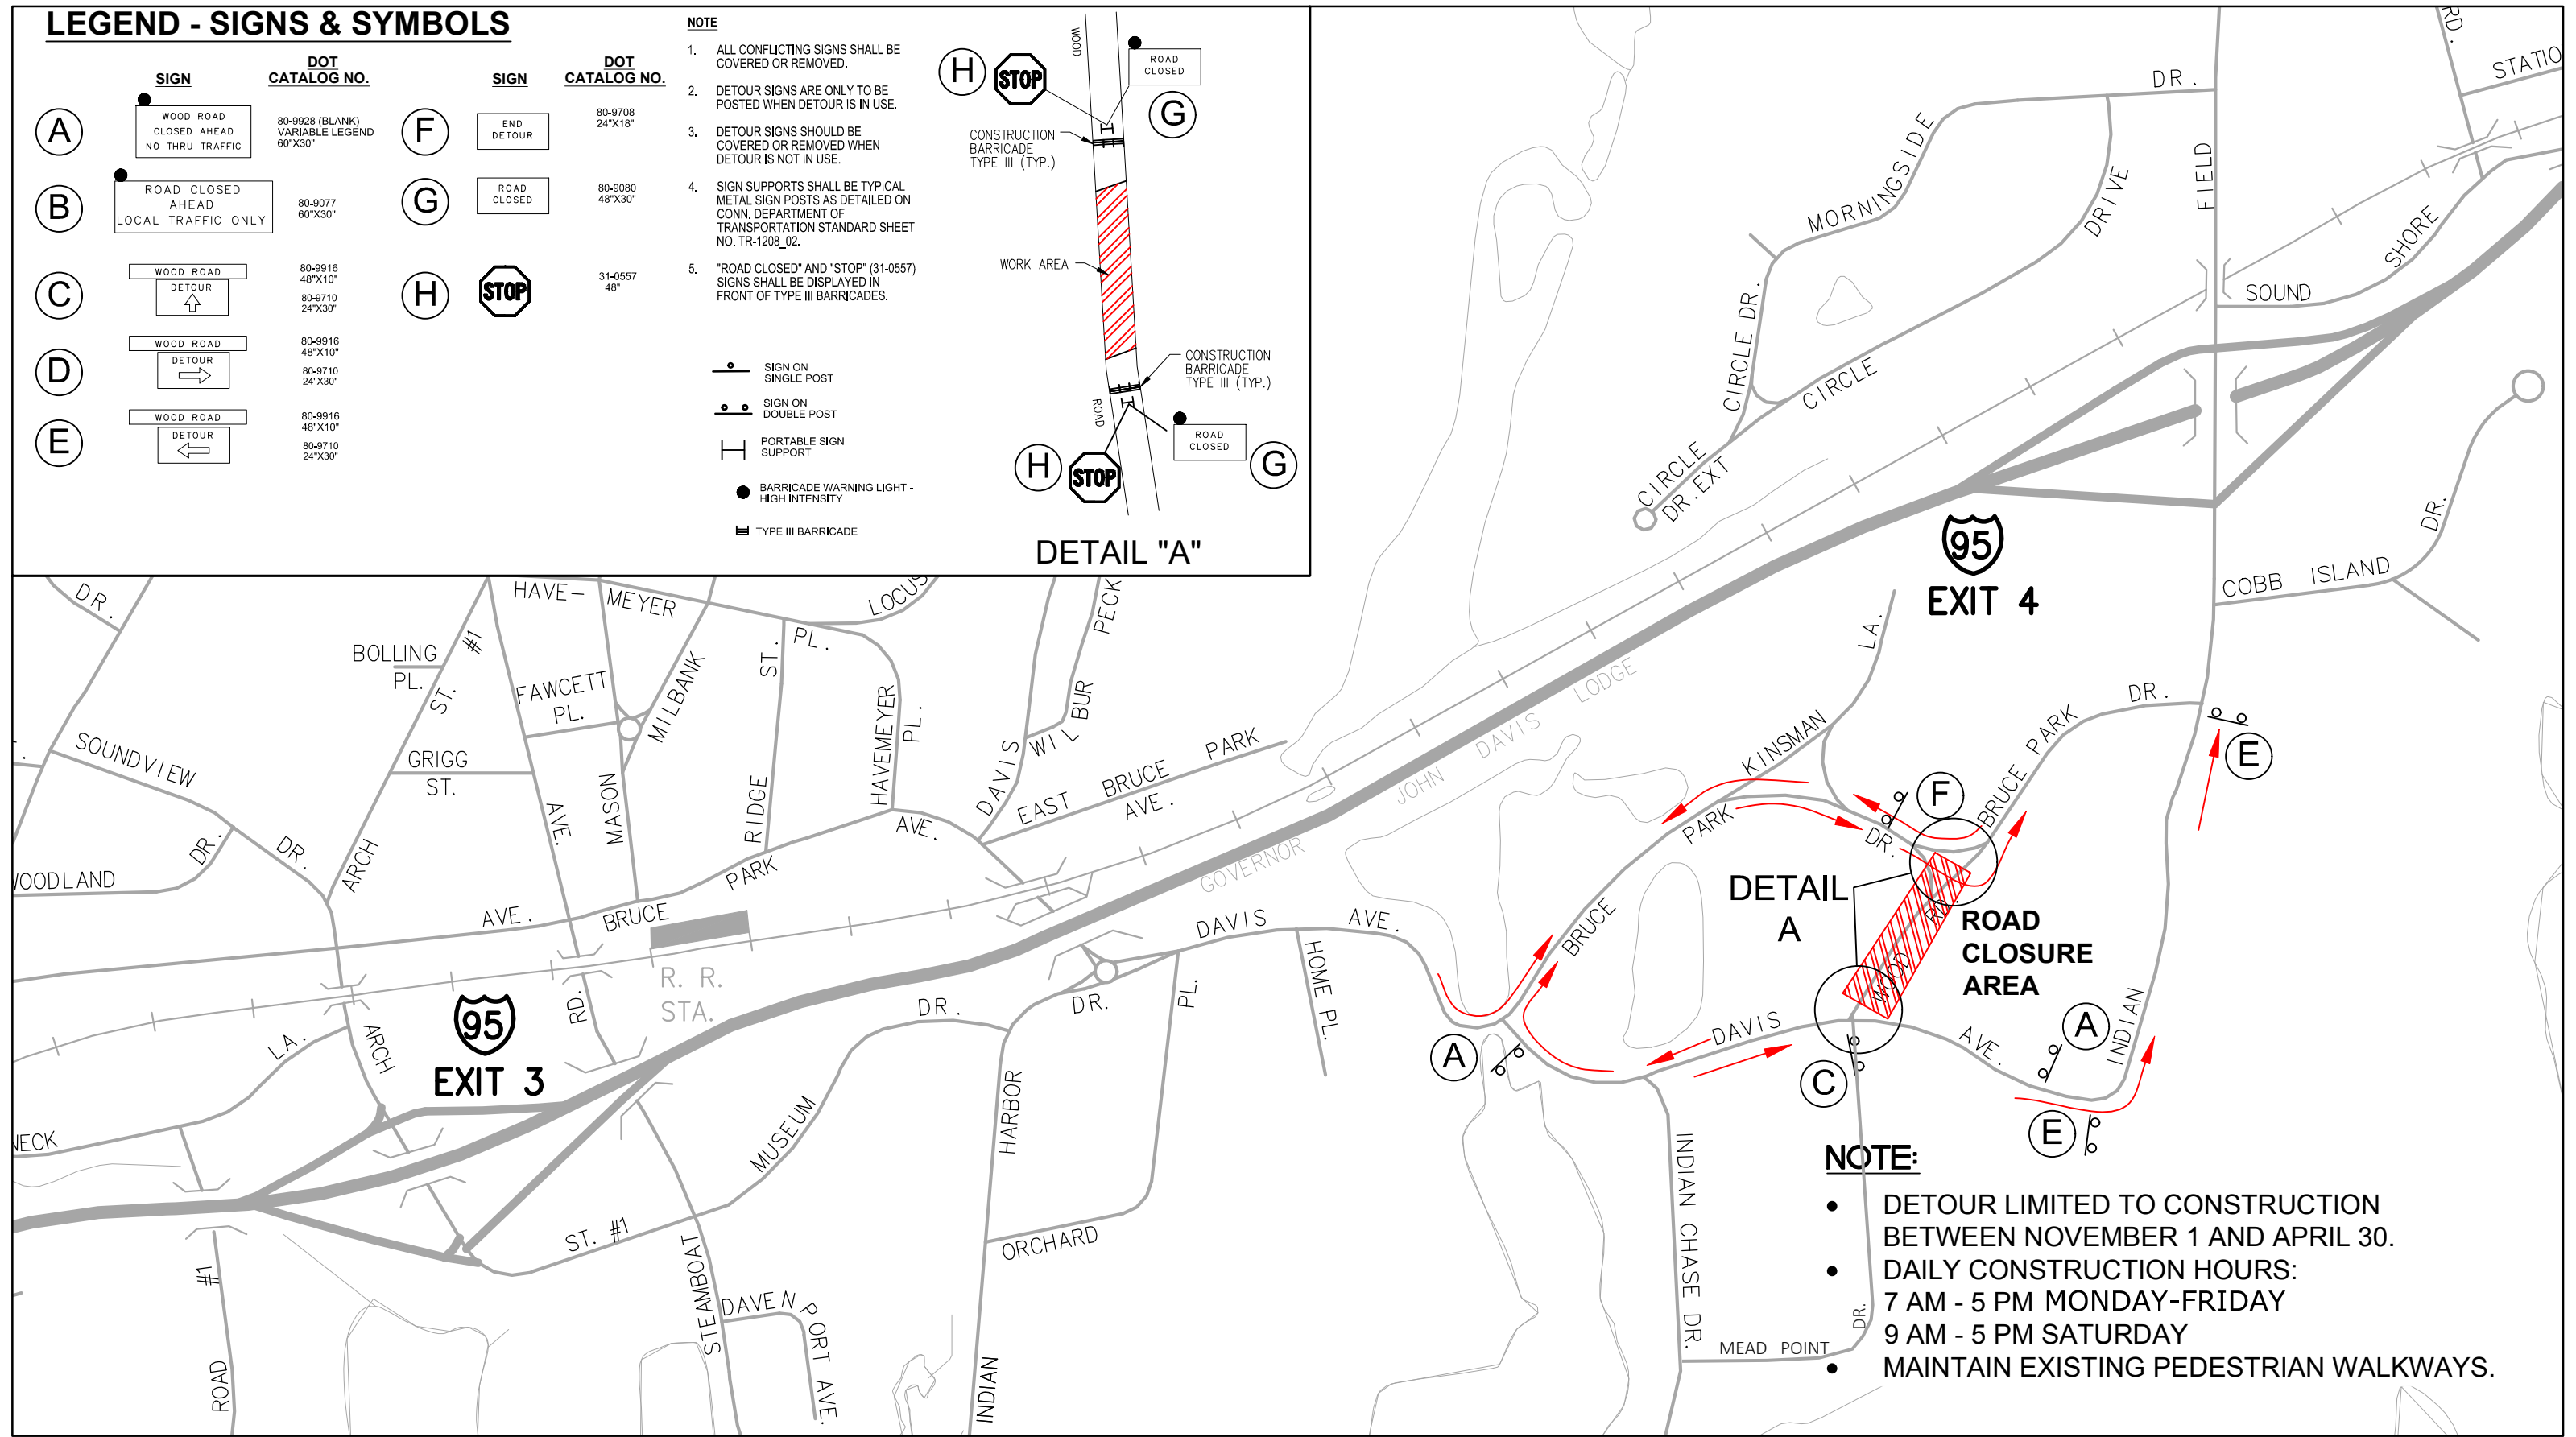 LEGEND - SIGNS & SYMBOLS
SIGN
DOT
CATALOG NO.
A
WOOD ROAD
CLOSED AHEAD
NO THRU TRAFFIC
80-9928 (BLANK)
VARIABLE LEGEND
60"X30"
B
ROAD CLOSED
AHEAD
LOCAL TRAFFIC ONLY
80-9077
60"X30"
C
WOOD ROAD
DETOUR
80-9916
48"X10"
80-9710
24"X30"
D
WOOD ROAD
DETOUR
80-9916
48"X10"
80-9710
24"X30"
E
WOOD ROAD
DETOUR
80-9916
48"X10"
80-9710
24"X30"
SIGN
DOT
CATALOG NO.
F
END
DETOUR
80-9708
24"X18"
G
ROAD
CLOSED
80-9080
48"X30"
H
STOP
31-0557
48"
NOTE
1. ALL CONFLICTING SIGNS SHALL BE
COVERED OR REMOVED.
2. DETOUR SIGNS ARE ONLY TO BE
POSTED WHEN DETOUR IS IN USE.
3. DETOUR SIGNS SHOULD BE
COVERED OR REMOVED WHEN
DETOUR IS NOT IN USE.
4. SIGN SUPPORTS SHALL BE TYPICAL
METAL SIGN POSTS AS DETAILED ON
CONN. DEPARTMENT OF
TRANSPORTATION STANDARD SHEET
NO. TR-1208_02.
5. "ROAD CLOSED" AND "STOP" (31-0557)
SIGNS SHALL BE DISPLAYED IN
FRONT OF TYPE III BARRICADES.
SIGN ON
SINGLE POST
SIGN ON
DOUBLE POST
PORTABLE SIGN
SUPPORT
BARRICADE WARNING LIGHT -
HIGH INTENSITY
TYPE III BARRICADE
WOOD
H
STOP
ROAD
CLOSED
G
CONSTRUCTION
BARRICADE
TYPE III (TYP.)
WORK AREA
CONSTRUCTION
BARRICADE
TYPE III (TYP.)
ROAD
H
STOP
ROAD
CLOSED
G
DETAIL "A"
RD.
STATIO
DR.
MORNINGSIDE
DRIVE
FIELD
SHORE
SOUND
CIRCLE DR.
CIRCLE
CIRCLE
DR. EXT
95
EXIT 4
COBB ISLAND
DR.
DR.
HAVE-
MEYER
LOCUS
PECK
BOLLING
PL.
ST.
#1
FAWCETT
PL.
MILBANK
ST.
PL.
HAVEMEYER
PL.
WIL
BUR
DAVIS
SOUNDVIEW
DR.
GRIGG
ST.
AVE.
MASON
RIDGE
AVE.
EAST BRUCE PARK
AVE.
WOODLAND
DR.
ARCH
PARK
BRUCE
AVE.
R. R.
STA.
GOVERNOR
JOHN DAVIS LODGE
KINSMAN
LA.
DR.
BRUCE PARK
E
F
PARK
DR.
BRUCE
DETAIL
A
RD.
WOOD
ROAD
CLOSURE
AREA
DAVIS
AVE.
HOME PL.
95
EXIT 3
RD.
LA.
ARCH
DR.
DR.
PL.
A
DAVIS
C
AVE.
A
INDIAN
E
NECK
MUSEUM
HARBOR
ORCHARD
ST. #1
STEAMBOAT
#1
ROAD
DAVEN
PORT AVE.
INDIAN
INDIAN CHASE DR.
MEAD POINT
DR.
NOTE:
• DETOUR LIMITED TO CONSTRUCTION
BETWEEN NOVEMBER 1 AND APRIL 30.
• DAILY CONSTRUCTION HOURS:
7 AM - 5 PM MONDAY-FRIDAY
9 AM - 5 PM SATURDAY
• MAINTAIN EXISTING PEDESTRIAN WALKWAYS.